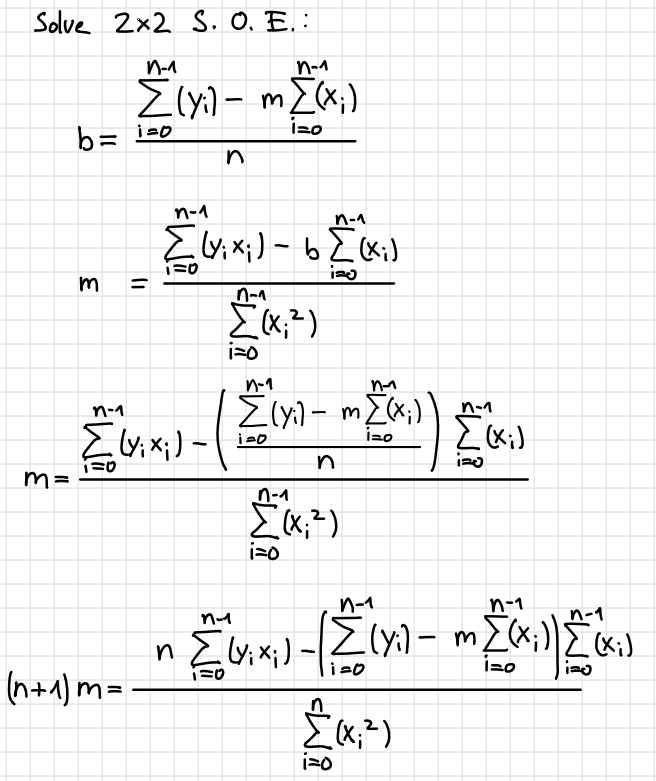 Solve 2×2 S. O. E.:
b = \frac{\sum_{i=0}^{n-1}(y_i) - m\sum_{i=0}^{n-1}(x_i)}{n}
m = \frac{\sum_{i=0}^{n-1}(y_i x_i) - b\sum_{i=0}^{n-1}(x_i)}{\sum_{i=0}^{n-1}(x_i^2)}
m = \frac{\sum_{i=0}^{n-1}(y_i x_i) - \left(\frac{\sum_{i=0}^{n-1}(y_i) - m\sum_{i=0}^{n-1}(x_i)}{n}\right)\sum_{i=0}^{n-1}(x_i)}{\sum_{i=0}^{n-1}(x_i^2)}
(n+1) m = \frac{n\sum_{i=0}^{n-1}(y_i x_i) - \left(\sum_{i=0}^{n-1}(y_i) - m\sum_{i=0}^{n-1}(x_i)\right)\sum_{i=0}^{n-1}(x_i)}{\sum_{i=0}^{n}(x_i^2)}